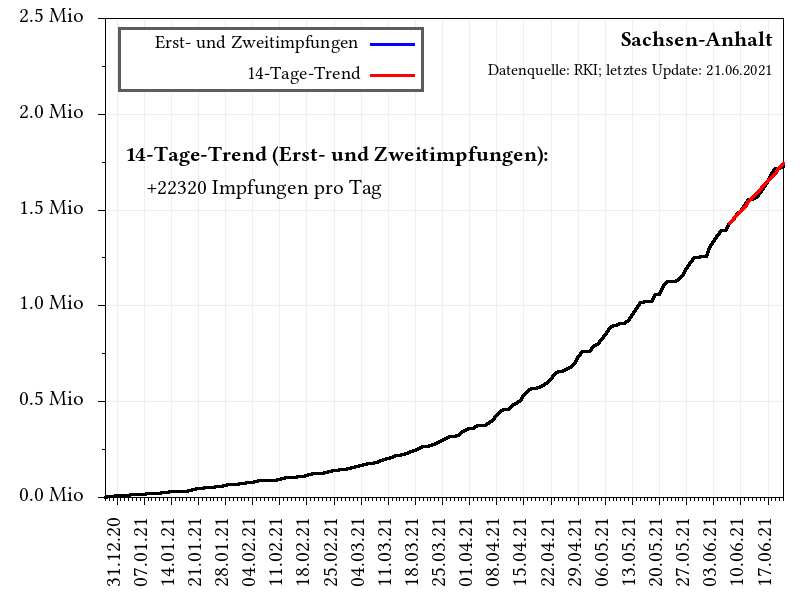 2.5 Mio
2.0 Mio
1.5 Mio
1.0 Mio
0.5 Mio
0.0 Mio
Erst- und Zweitimpfungen
14-Tage-Trend
Sachsen-Anhalt
Datenquelle: RKI; letztes Update: 21.06.2021
14-Tage-Trend (Erst- und Zweitimpfungen):
+22320 Impfungen pro Tag
31.12.20
07.01.21
14.01.21
21.01.21
28.01.21
04.02.21
11.02.21
18.02.21
25.02.21
04.03.21
11.03.21
18.03.21
25.03.21
01.04.21
08.04.21
15.04.21
22.04.21
29.04.21
06.05.21
13.05.21
20.05.21
27.05.21
03.06.21
10.06.21
17.06.21